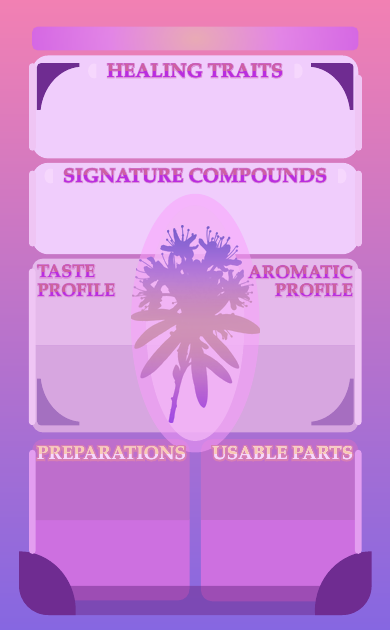 HEALING TRAITS
SIGNATURE COMPOUNDS
TASTE
PROFILE
AROMATIC
PROFILE
PREPARATIONS
USABLE PARTS